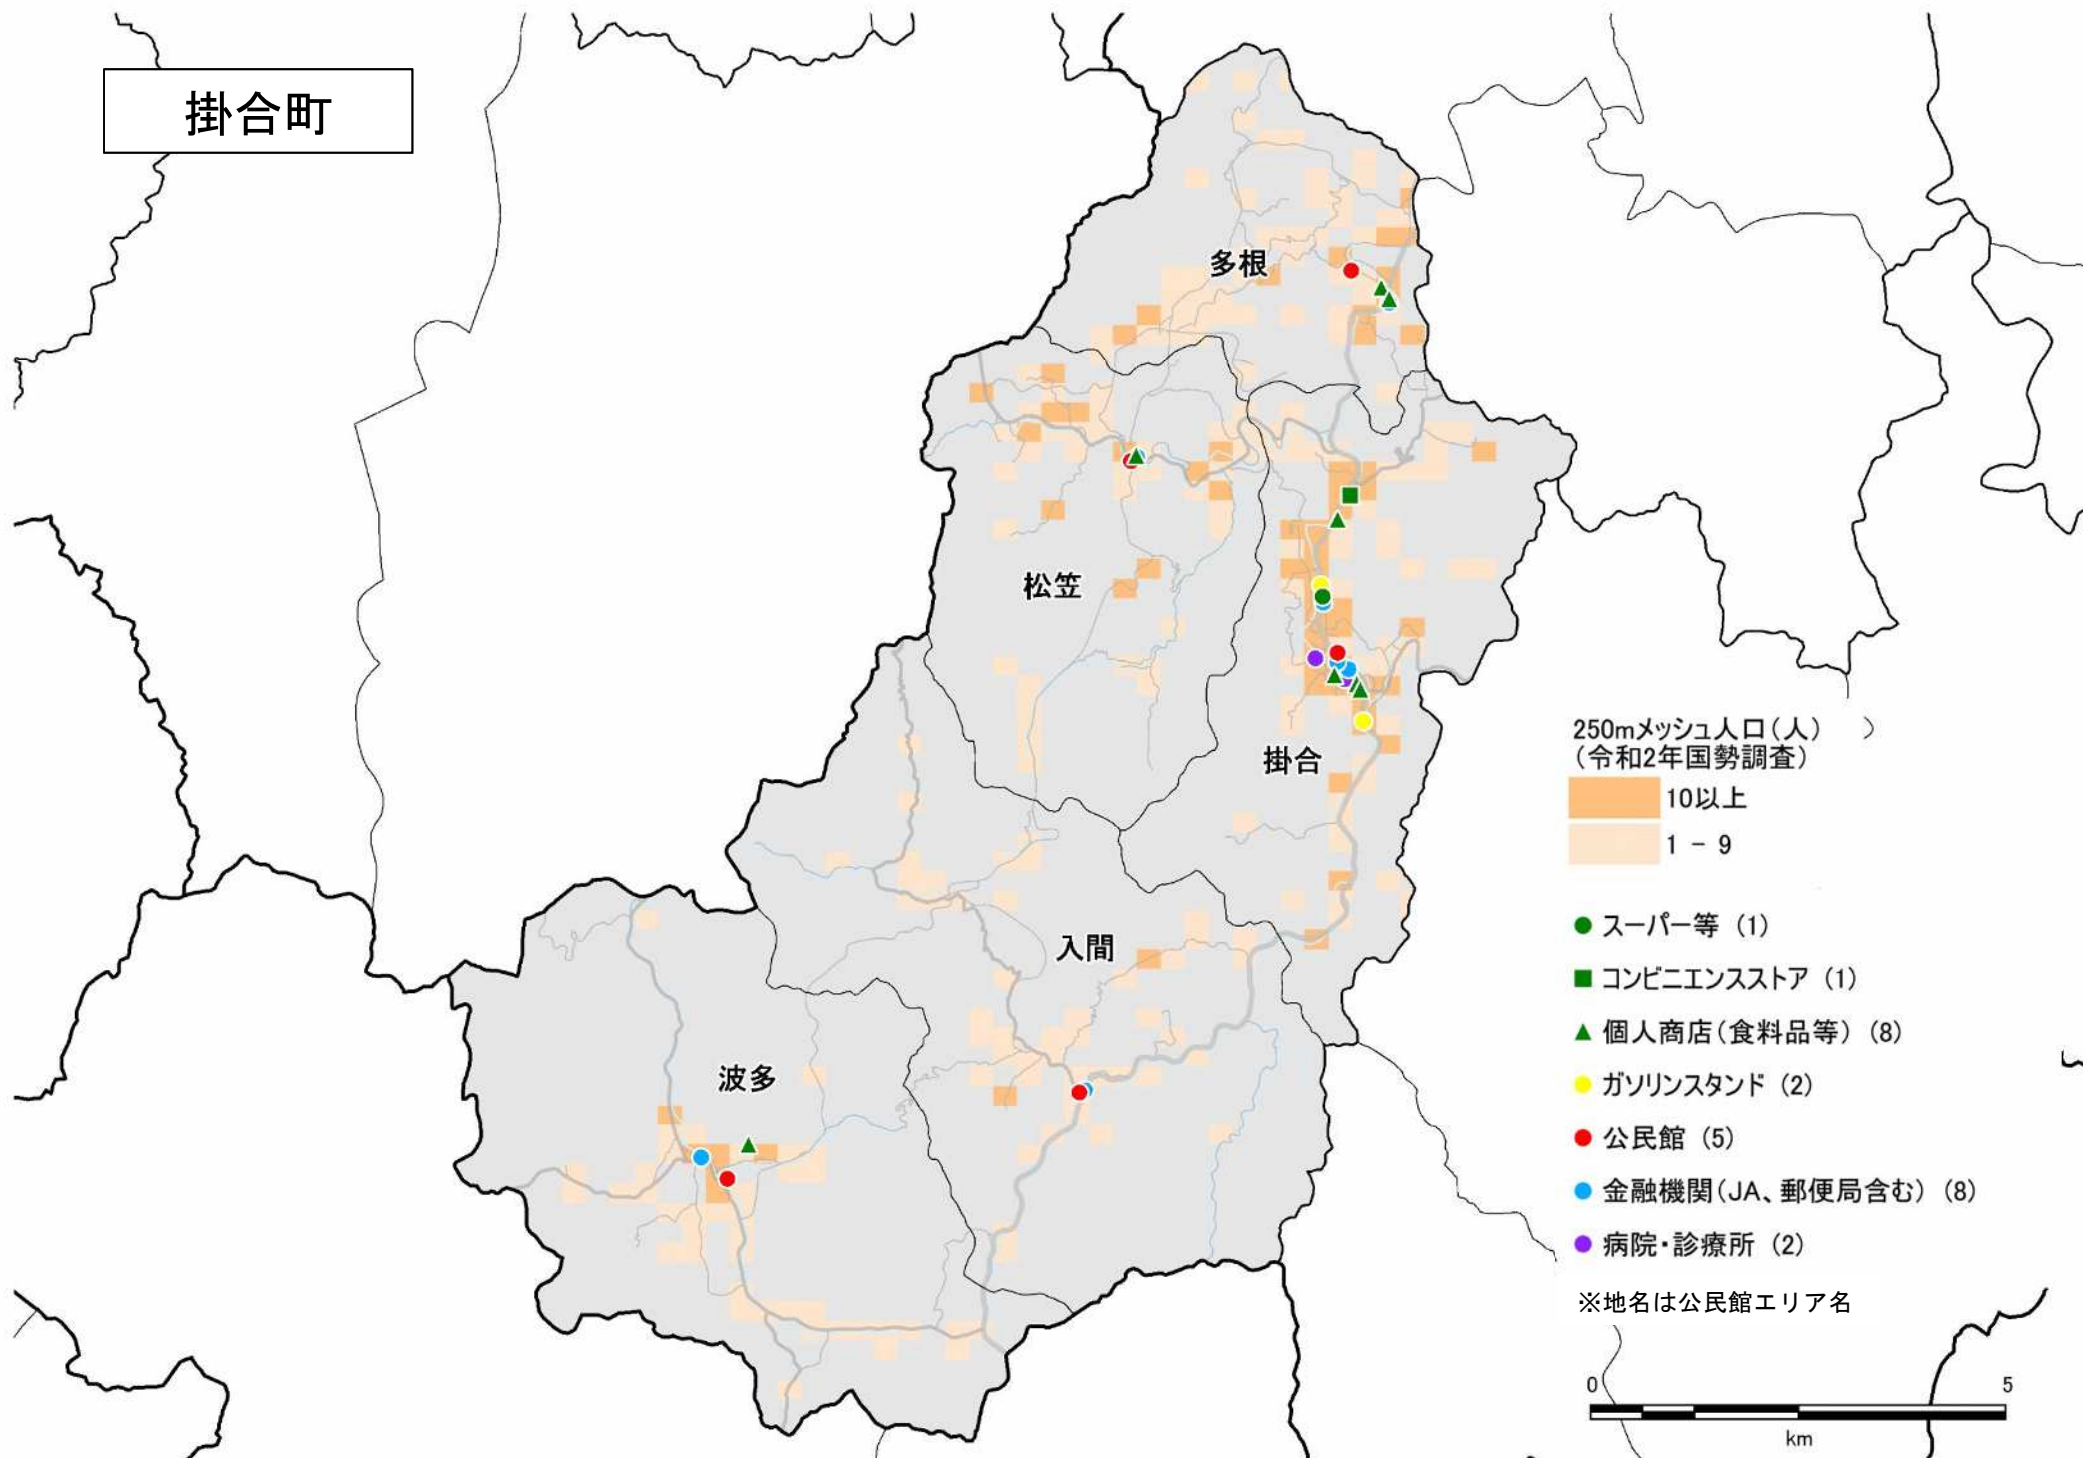 掛合町
多根
松笠
掛合
入間
波多
250mメッシュ人口(人)
(令和2年国勢調査)
10以上
1 - 9
スーパー等 (1)
コンビニエンスストア (1)
個人商店(食料品等) (8)
ガソリンスタンド (2)
公民館 (5)
金融機関(JA、郵便局含む) (8)
病院・診療所 (2)
※地名は公民館エリア名
0 5
km